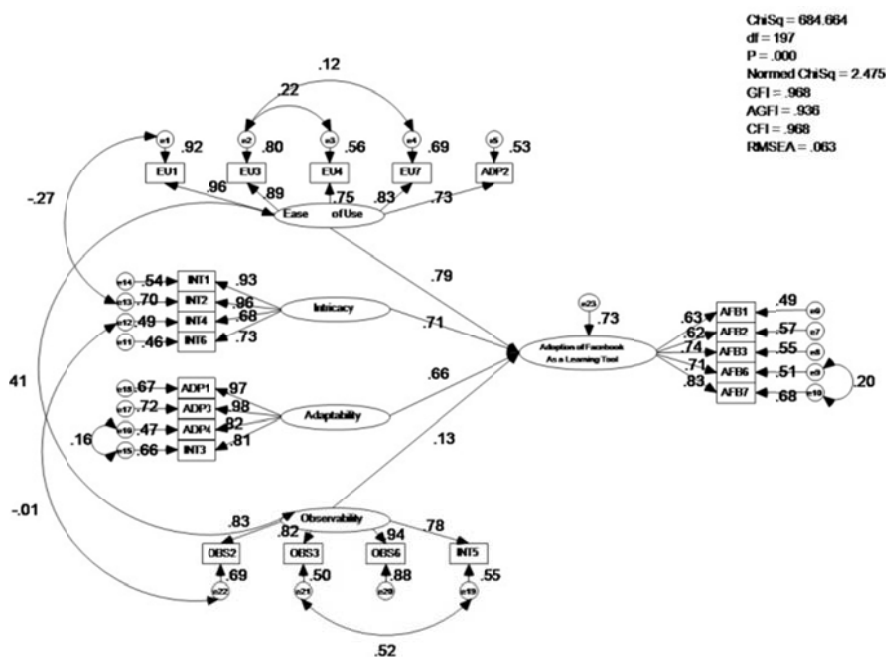 ChiSq = 684.664
df = 197
P = .000
Normed ChiSq = 2.475
GFI = .968
AGFI = .936
CFI = .968
RMSEA = .063
.12
.22
e1
e2
e3
e4
e5
.92
.80
.56
.69
.53
EU1
EU3
EU4
EU7
ADP2
.96
.89
.75
.83
.73
-.27
Ease of Use
.79
e14
.54
INT1
.93
e13
.70
INT2
.96
e12
.49
INT4
.68
e11
.46
INT6
.73
Intricacy
.71
e23
.73
Adoption of Facebook
As a Learning Tool
.63
AFB1
.49
e6
.62
AFB2
.57
e7
.74
AFB3
.55
e8
.71
AFB6
.51
e9
.83
AFB7
.68
e10
.20
.66
41
e18
.67
ADP1
.97
e17
.72
ADP3
.98
e16
.47
ADP4
.82
e15
.66
INT3
.81
.16
Adaptability
.13
-.01
Observability
.83
.82
.94
.78
OBS2
OBS3
OBS6
INT5
.69
.50
.88
.55
e22
e21
e20
e19
.52